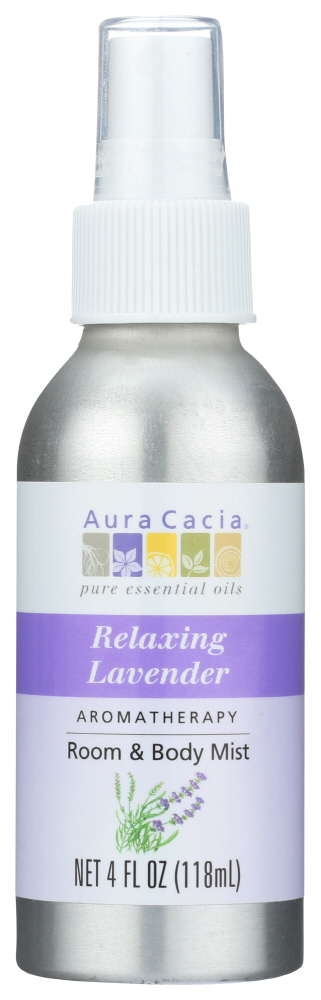 Aura Cacia®
pure essential oils
Relaxing
Lavender
AROMATHERAPY
Room & Body Mist
NET 4 FL OZ (118mL)